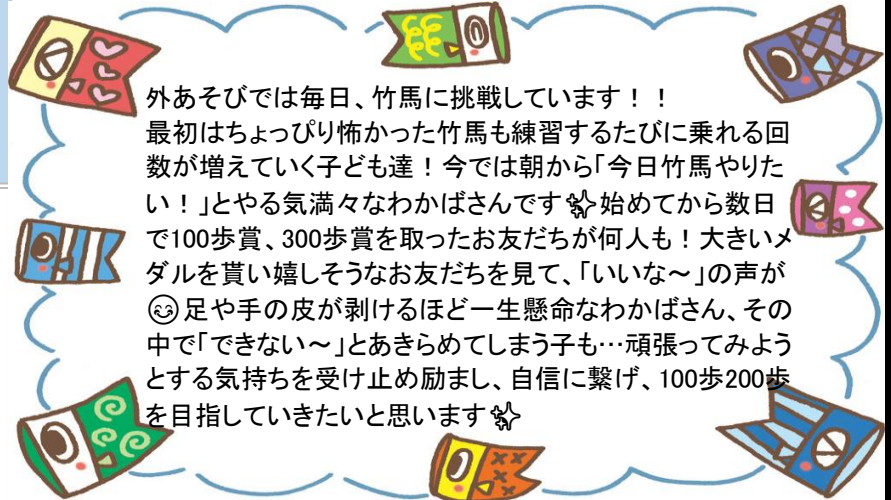 外あそびでは毎日、竹馬に挑戦しています！！
最初はちょっぴり怖かった竹馬も練習するたびに乗れる回
数が増えていく子ども達！今では朝から「今日竹馬やりた
い！」とやる気満々なわかばさんです✨始めてから数日
で100歩賞、300歩賞を取ったお友だちが何人も！大きいメ
ダルを貰い嬉しそうなお友だちを見て、「いいな～」の声が
😊足や手の皮が剥けるほど一生懸命なわかばさん、その
中で「できない～」とあきらめてしまう子も…頑張ってみよう
とする気持ちを受け止め励まし、自信に繋げ、100歩200歩
を目指していきたいと思います✨